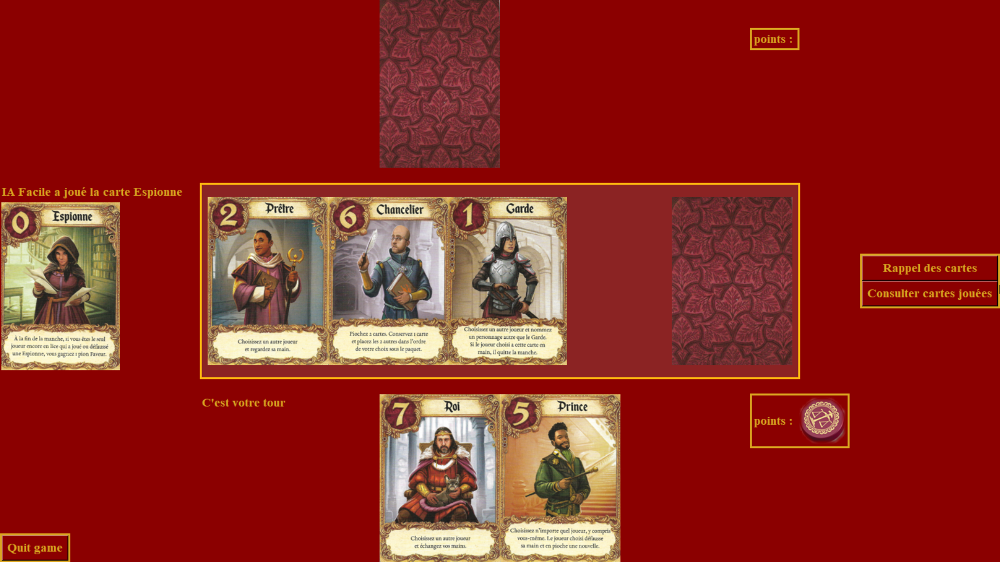 points :
IA Facile a joué la carte Espionne
0
Espionne
À la fin de la manche, si vous êtes le seul
joueur encore en lice qui a joué ou défaussé
une Espionne, vous gagnez 1 pion Faveur.
2
Prêtre
Choisissez un autre joueur
et regardez sa main.
6
Chancelier
Piochez 2 cartes. Conservez 1 carte
et placez les 2 autres dans l'ordre
de votre choix sous le paquet.
1
Garde
Choisissez un autre joueur et nommez
un personnage autre que le Garde.
Si le joueur choisi a cette carte en
main, il quitte la manche.
Rappel des cartes
Consulter cartes jouées
C'est votre tour
7
Roi
Choisissez un autre joueur
et échangez vos mains.
5
Prince
Choisissez n'importe quel joueur, y compris
vous-même. Le joueur choisi défausse
sa main et en pioche une nouvelle.
points :
Quit game